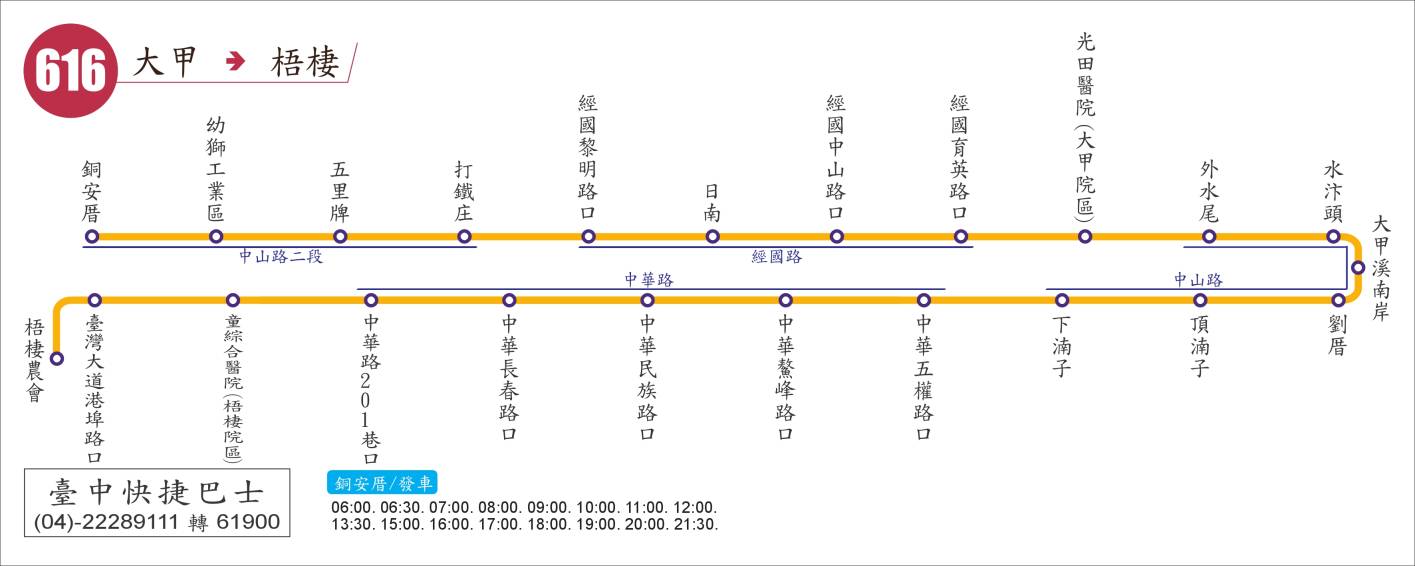 616 大甲 → 梧棲
銅安厝
幼獅工業區
五里牌
打鐵庄
經國黎明路口
日南
經國中山路口
經國育英路口
光田醫院(大甲院區)
外水尾
水汴頭
大甲溪南岸
中山路二段
經國路
中華路
中山路
梧棲農會
臺灣大道港埠路口
童綜合醫院(梧棲院區)
中華路201巷口
中華長春路口
中華民族路口
中華鰲峰路口
中華五權路口
下湳子
頂湳子
劉厝
臺中快捷巴士
(04)-22289111 轉 61900
銅安厝/發車
06:00. 06:30. 07:00. 08:00. 09:00. 10:00. 11:00. 12:00.
13:30. 15:00. 16:00. 17:00. 18:00. 19:00. 20:00. 21:30.